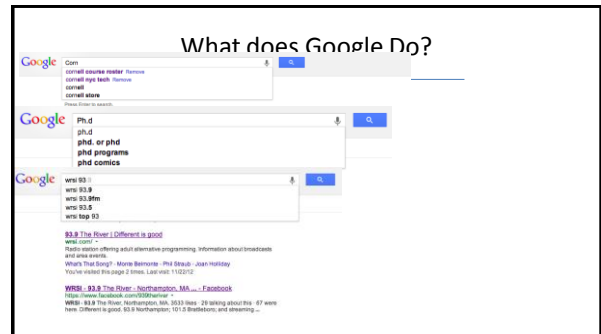 What does Google Do?
Google Corn
cornell course roster Remove
cornell nyc tech Remove
cornell
cornell store
Press Enter to search.
Google Ph.d
ph.d
phd. or phd
phd programs
phd comics
Google wrsi 93.9
wrsi 93.9
wrsi 93.9fm
wrsi 93.5
wrsi top 93
93.9 The River | Different is good
wrsi.com/
Radio station offering adult alternative programming. Information about broadcasts
and area events.
What's That Song? - Monte Belmonte - Phil Straub - Joan Holliday
You've visited this page 2 times. Last visit: 11/22/12
WRSI - 93.9 The River - Northampton, MA ... - Facebook
https://www.facebook.com/939theriver
WRSI - 93.9 The River, Northampton, MA. 3533 likes · 29 talking about this · 67 were
here. Different is good. 93.9 Northampton; 101.5 Brattleboro; and streaming ...